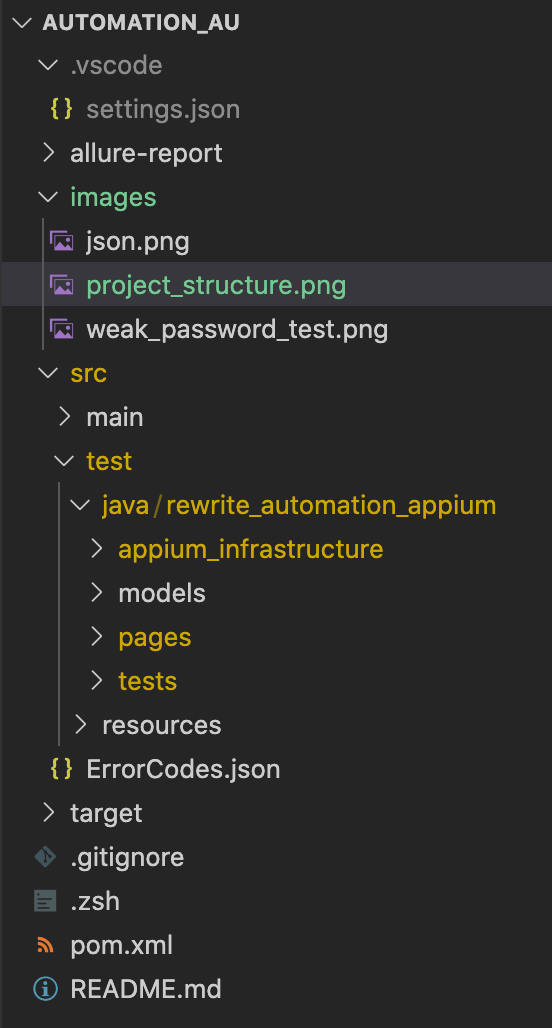 AUTOMATION_AU
.vscode
{} settings.json
allure-report
images
json.png
project_structure.png
weak_password_test.png
src
main
test
java/rewrite_automation_appium
appium_infrastructure
models
pages
tests
resources
{} ErrorCodes.json
target
.gitignore
.zsh
pom.xml
README.md